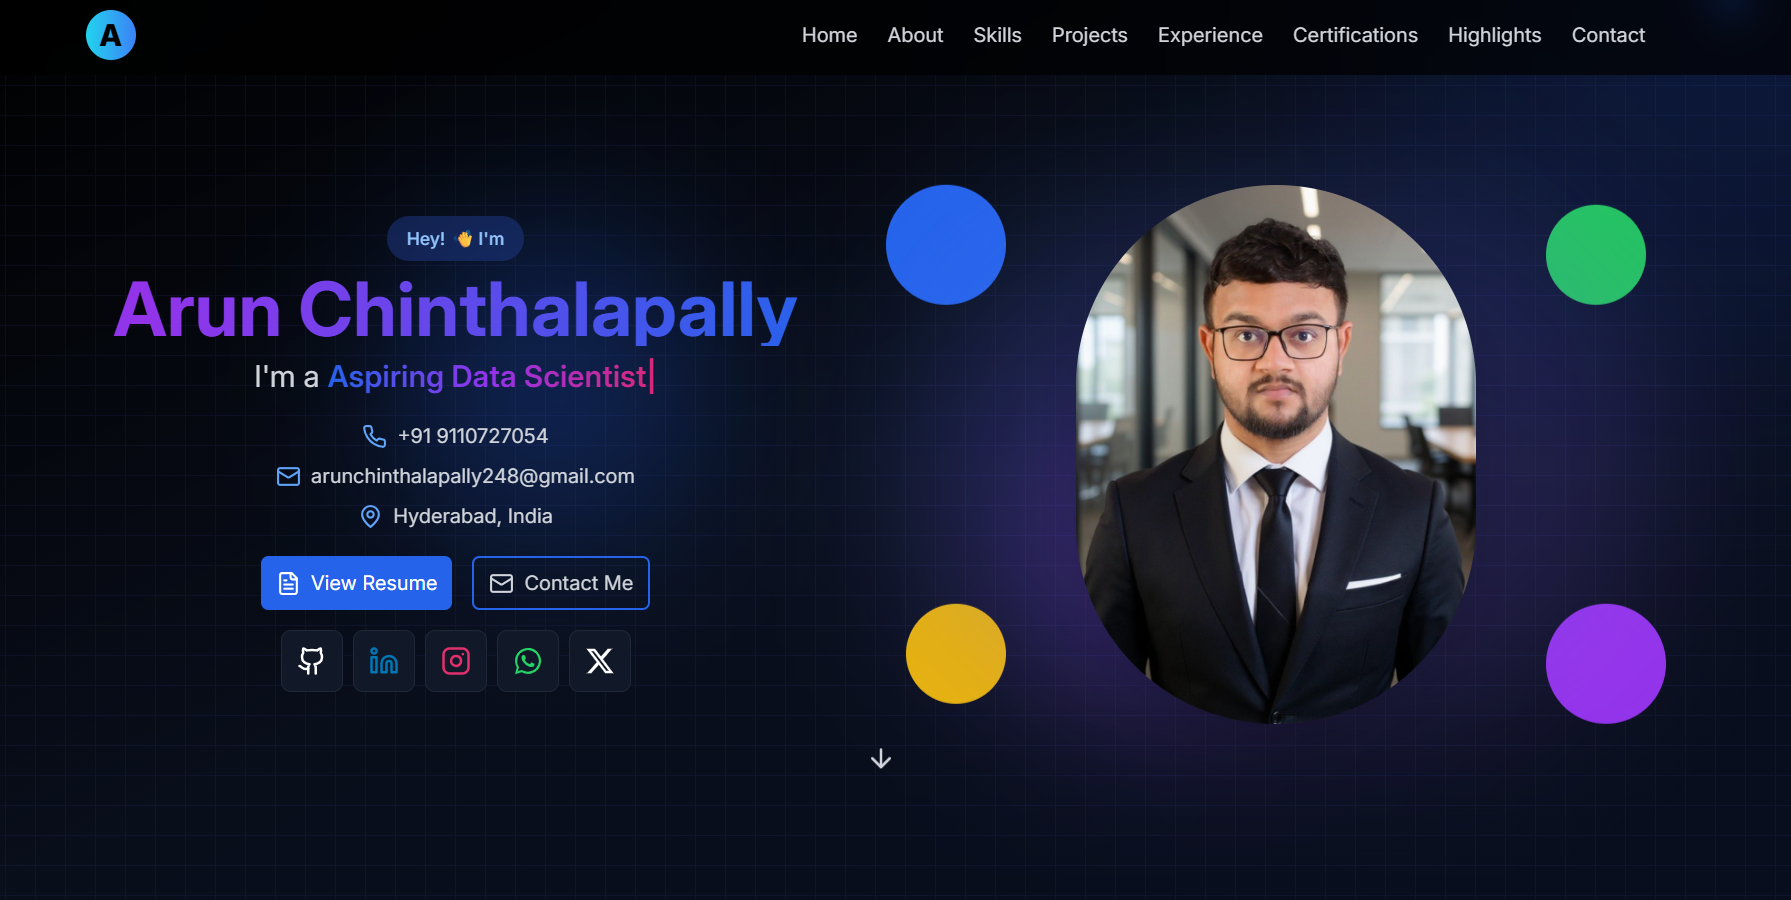 A
Home About Skills Projects Experience Certifications Highlights Contact
Hey! 👋 I'm
Arun Chinthalapally
I'm a Aspiring Data Scientist|
+91 9110727054
arunchinthalapally248@gmail.com
Hyderabad, India
View Resume Contact Me